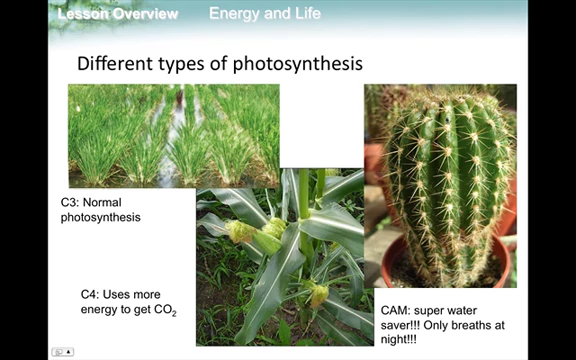 Lesson Overview Energy and Life
Different types of photosynthesis
C3: Normal
photosynthesis
C4: Uses more
energy to get CO₂
CAM: super water
saver!!! Only breaths at
night!!!